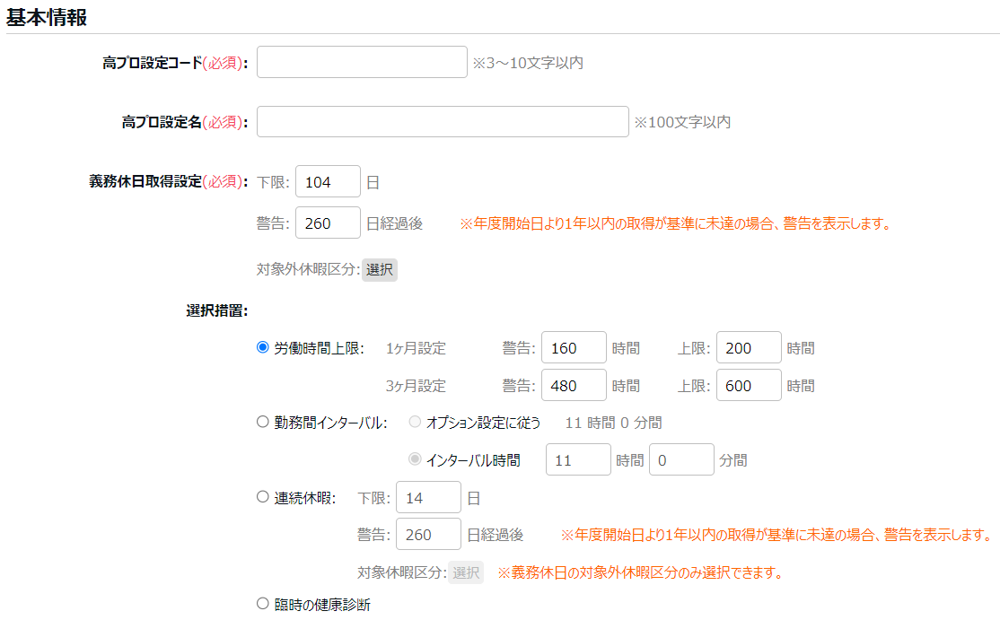 基本情報
高プロ設定コード(必須): ※3～10文字以内
高プロ設定名(必須): ※100文字以内
義務休日取得設定(必須): 下限: 104 日
警告: 260 日経過後 ※年度開始日より1年以内の取得が基準に未達の場合、警告を表示します。
対象外休暇区分: 選択
選択措置:
労働時間上限: 1ヶ月設定 警告: 160 時間 上限: 200 時間
3ヶ月設定 警告: 480 時間 上限: 600 時間
勤務間インターバル: オプション設定に従う 11 時間 0 分間
インターバル時間 11 時間 0 分間
連続休暇: 下限: 14 日
警告: 260 日経過後 ※年度開始日より1年以内の取得が基準に未達の場合、警告を表示します。
対象休暇区分: 選択 ※義務休日の対象外休暇区分のみ選択できます。
臨時の健康診断